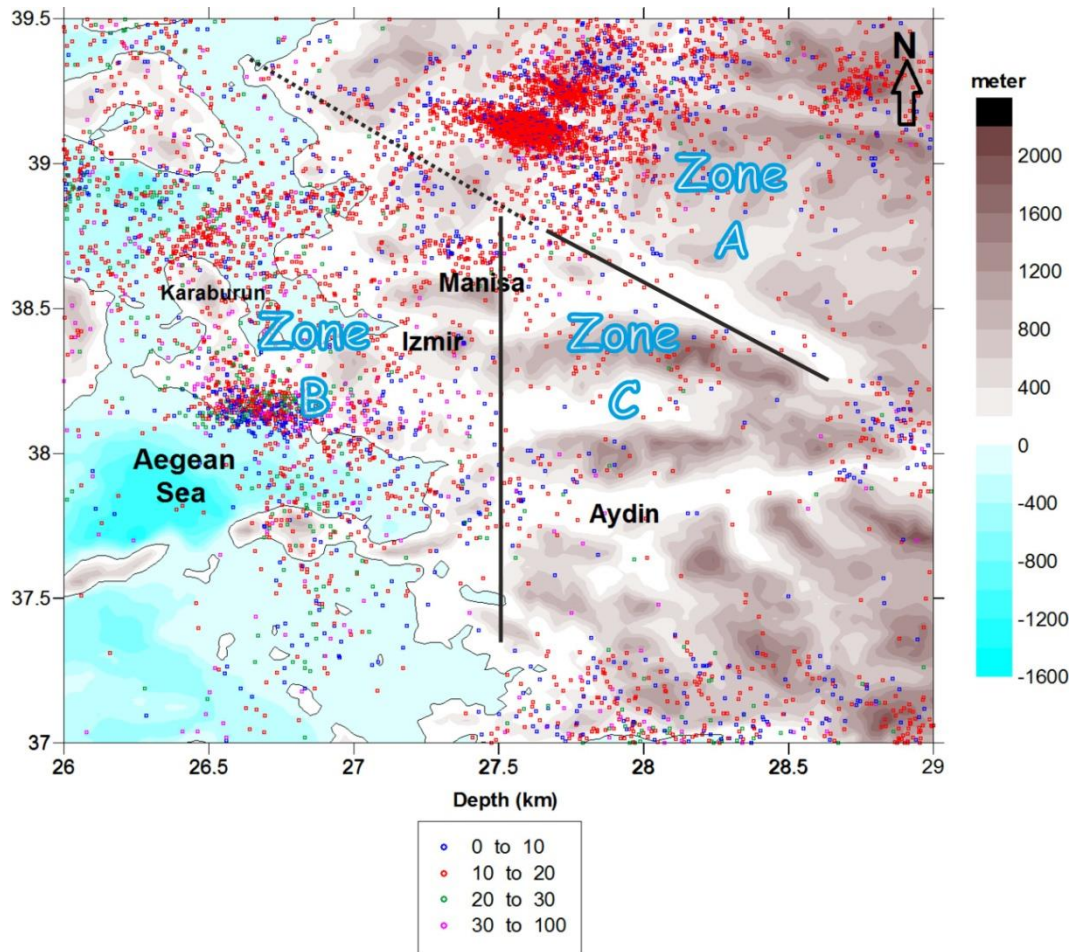 39.5
39
38.5
38
37.5
37
26
26.5
27
27.5
28
28.5
29
N
Zone
A
Manisa
Karaburun
Zone
B
Izmir
Zone
C
Aegean
Sea
Aydin
meter
2000
1600
1200
800
400
0
-400
-800
-1200
-1600
Depth (km)
0 to 10
10 to 20
20 to 30
30 to 100